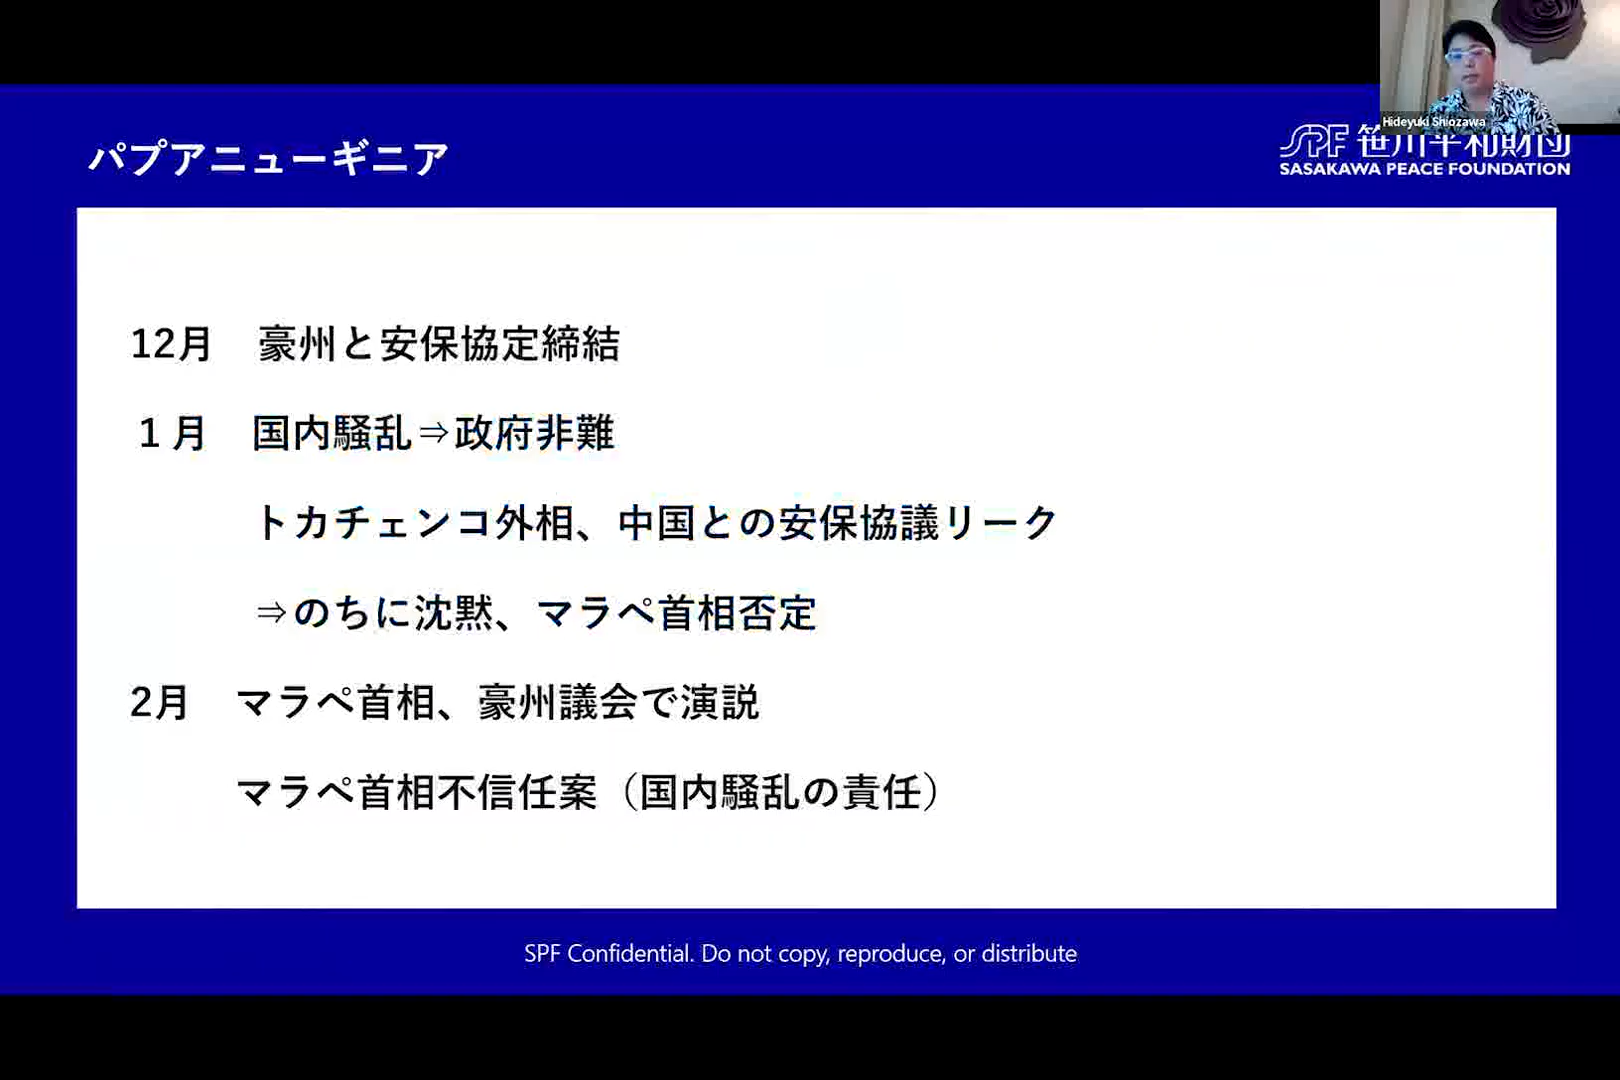 Hideyuki Shiozawa
パプアニューギニア
SPF 笹川平和財団
SASAKAWA PEACE FOUNDATION
12月 豪州と安保協定締結
1月 国内騒乱⇒政府非難
トカチェンコ外相、中国との安保協議リーク
⇒のちに沈黙、マラペ首相否定
2月 マラペ首相、豪州議会で演説
マラペ首相不信任案（国内騒乱の責任）
SPF Confidential. Do not copy, reproduce, or distribute